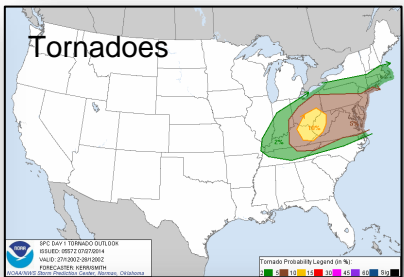 Tornadoes
2%
10%
NOAA
SPC DAY 1 TORNADO OUTLOOK
ISSUED: 0557Z 07/27/2014
VALID: 27/1200Z-28/1200Z
FORECASTER: KERR/SMITH
NOAA/NWS Storm Prediction Center, Norman, Oklahoma
Tornado Probability Legend (in %):
2 5 10 15 30 45 60 Sig